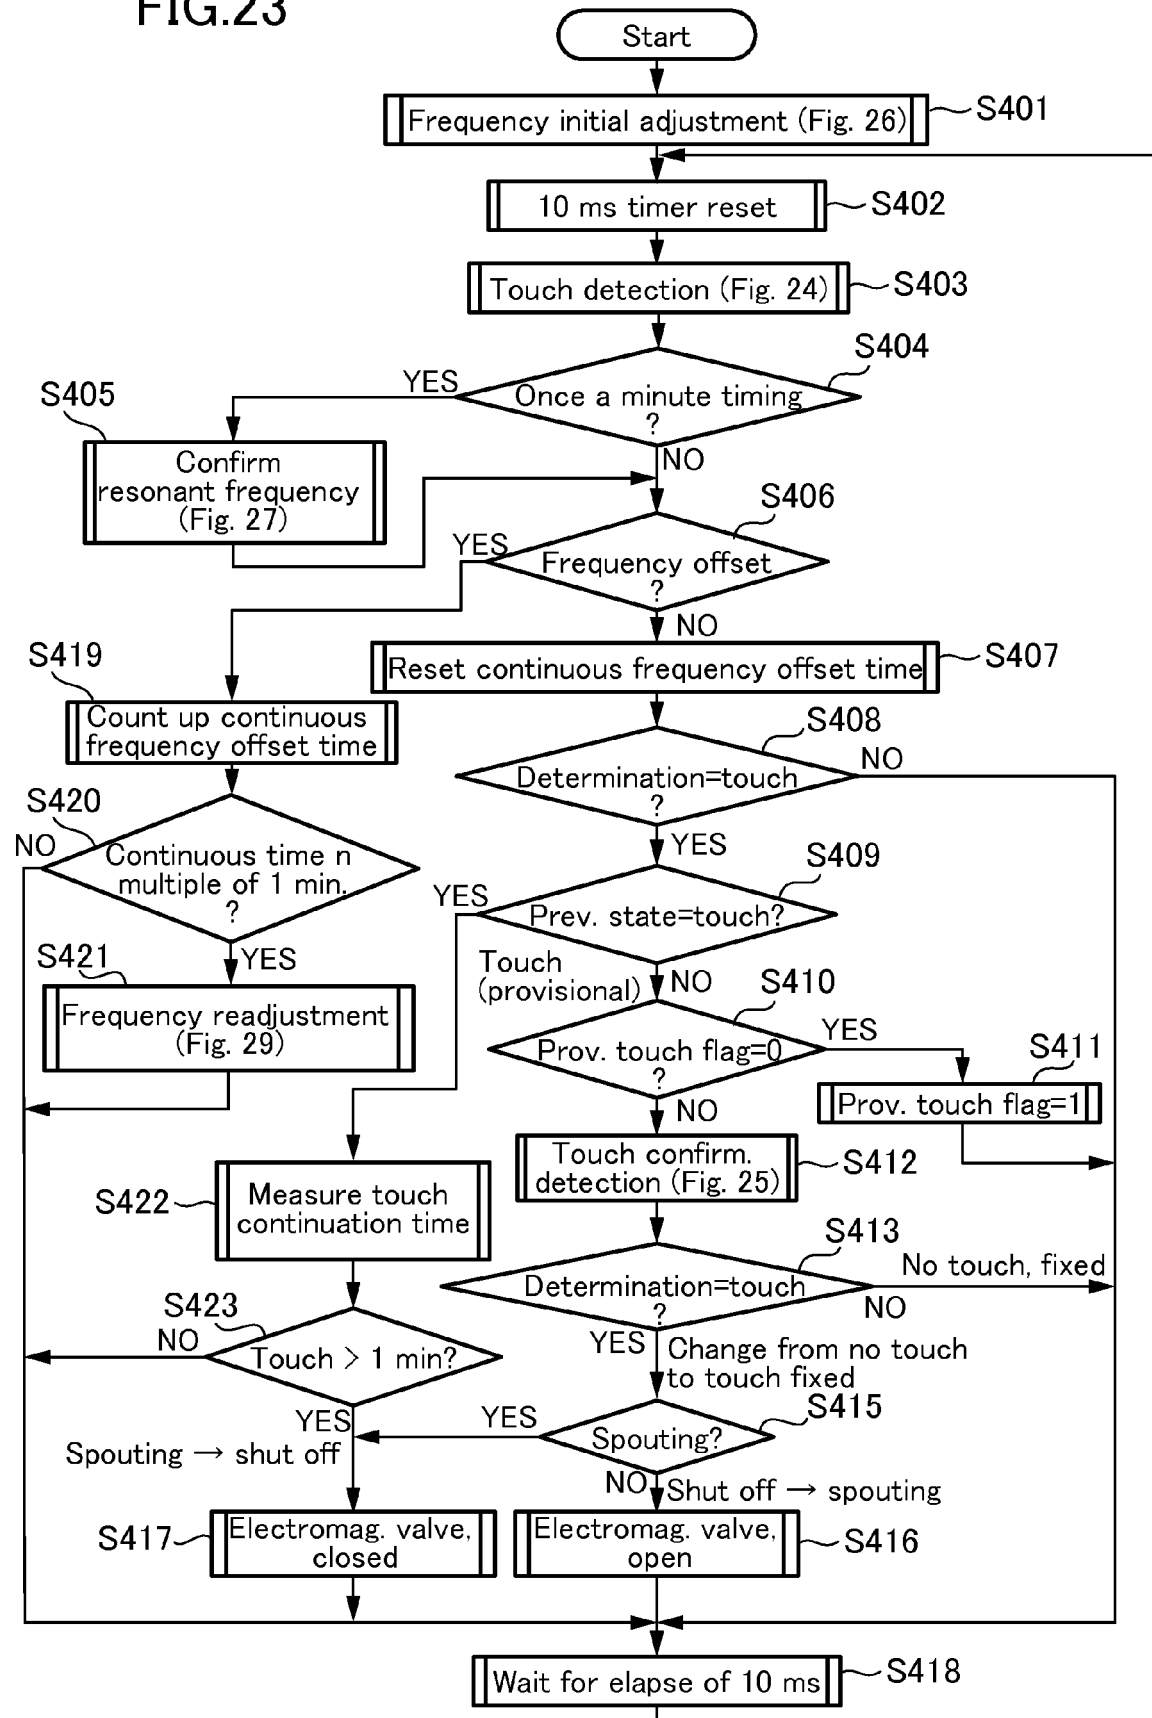 FIG.23
Start
Frequency initial adjustment (Fig. 26)
S401
10 ms timer reset
S402
Touch detection (Fig. 24)
S403
S404
Once a minute timing
?
YES
NO
S405
Confirm
resonant frequency
(Fig. 27)
S406
Frequency offset
?
YES
NO
Reset continuous frequency offset time
S407
S419
Count up continuous
frequency offset time
S408
Determination=touch
?
NO
YES
S420
NO
Continuous time n
multiple of 1 min.
?
YES
S409
Prev. state=touch?
YES
NO
Touch
(provisional)
S421
Frequency readjustment
(Fig. 29)
S410
Prov. touch flag=0
?
YES
NO
S411
Prov. touch flag=1
Touch confirm.
detection (Fig. 25)
S412
S422
Measure touch
continuation time
S413
Determination=touch
?
No touch, fixed
NO
YES
Change from no touch
to touch fixed
S423
NO
Touch > 1 min?
YES
S415
Spouting?
YES
NO
Spouting → shut off
Shut off → spouting
S417
Electromag. valve,
closed
Electromag. valve,
open
S416
Wait for elapse of 10 ms
S418